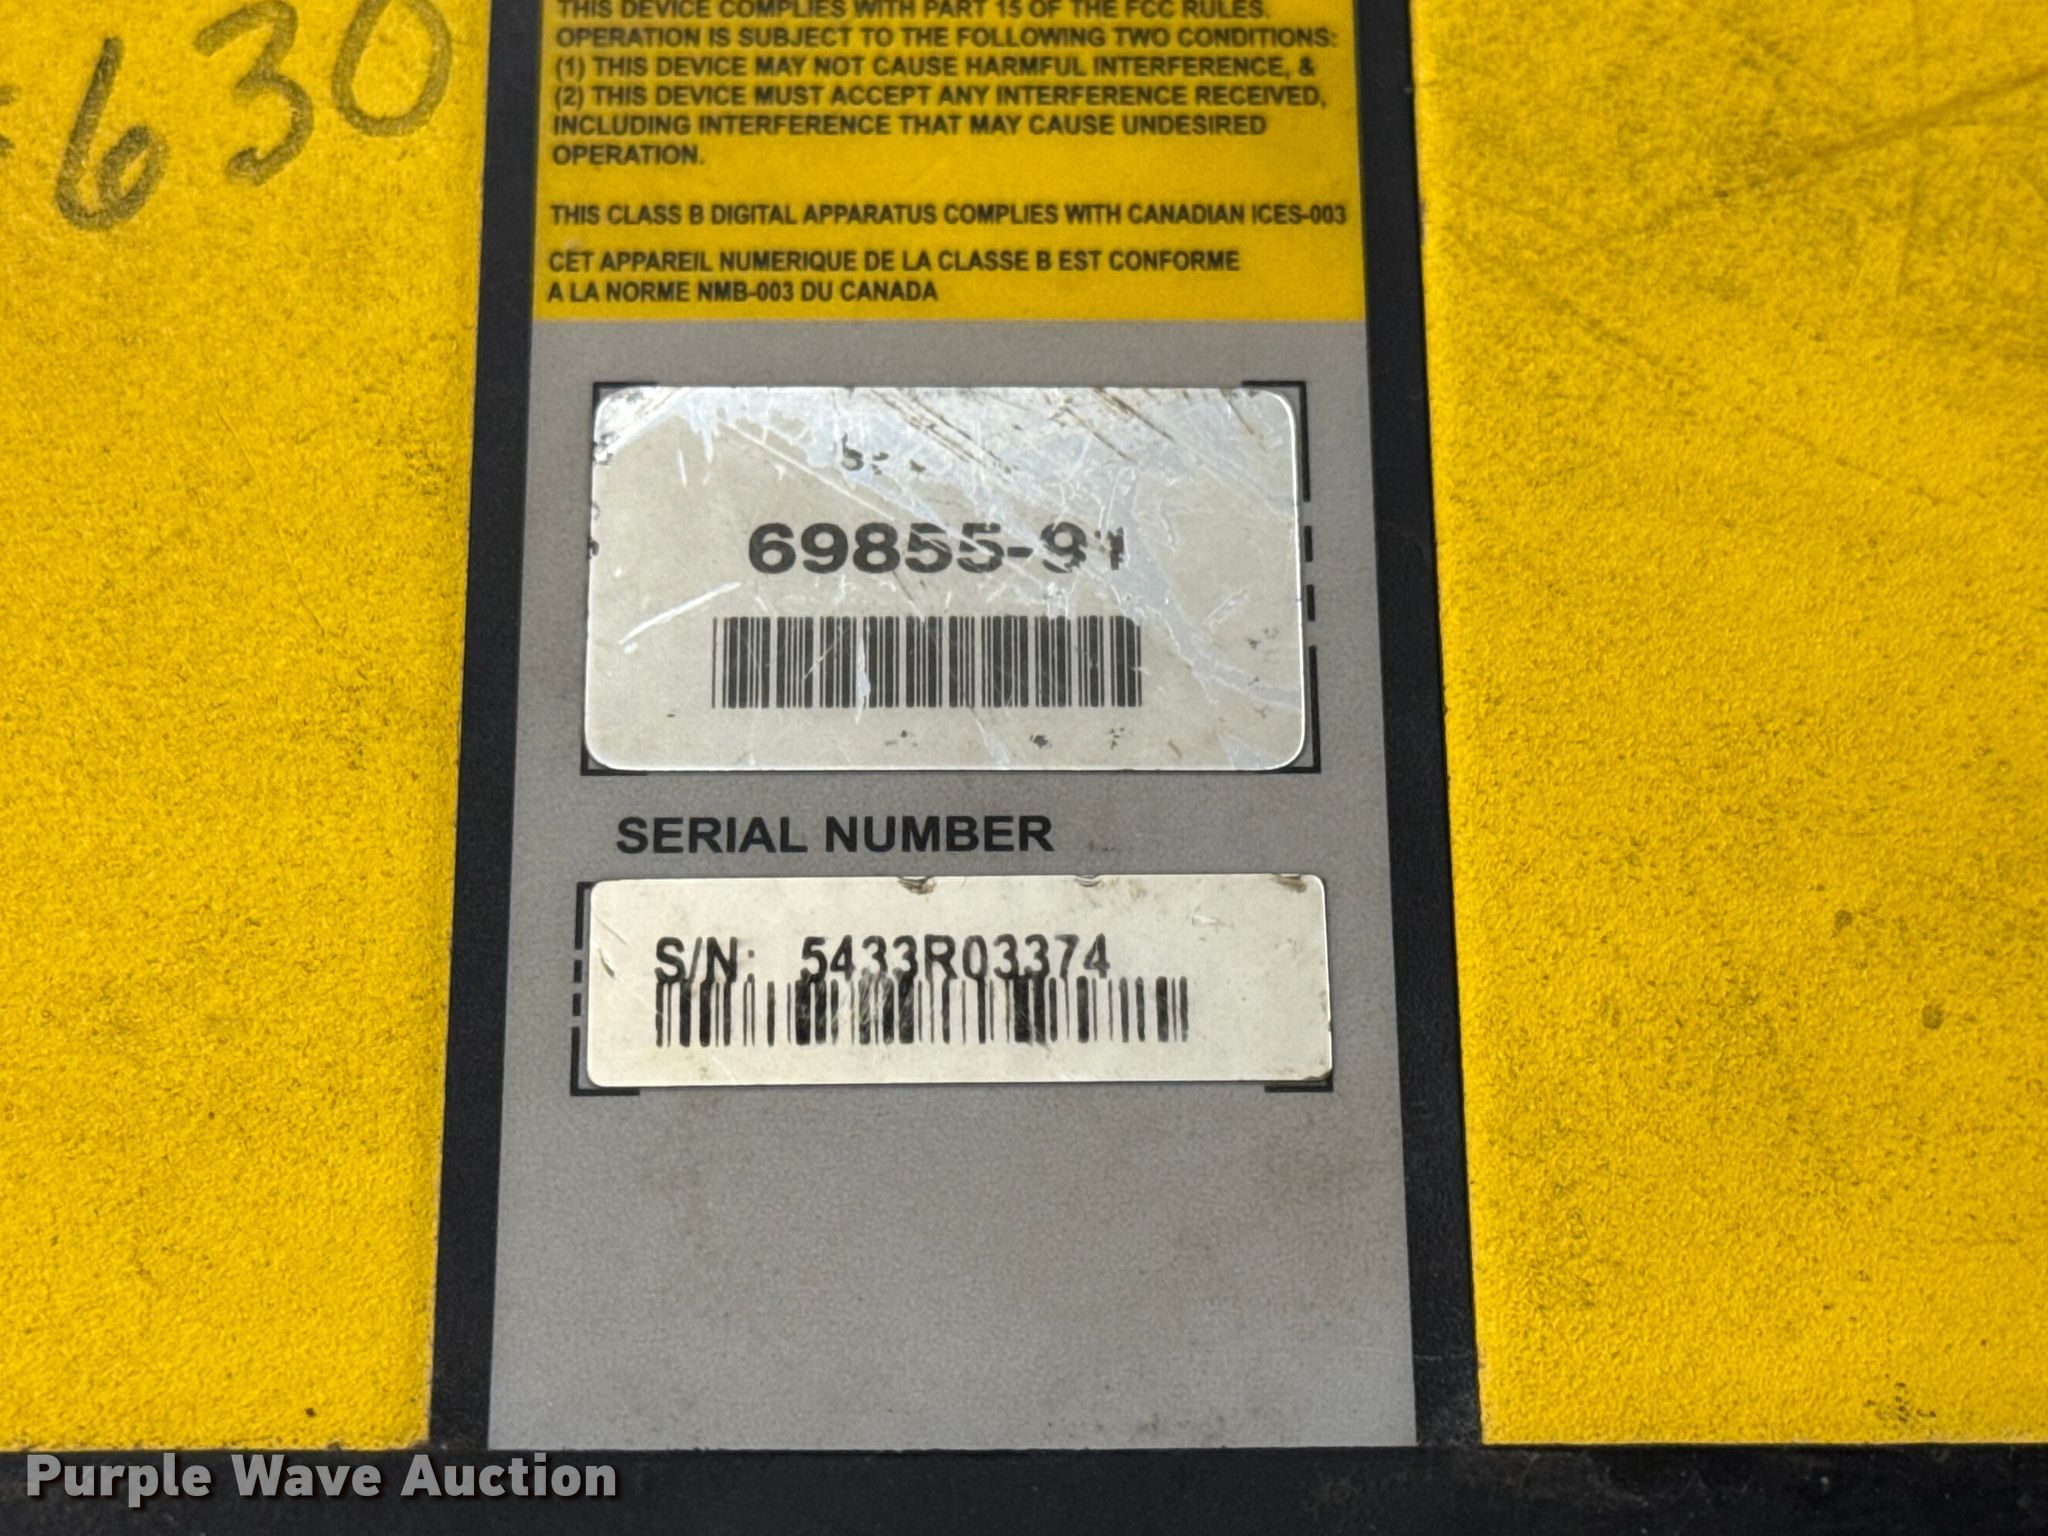 630
THIS DEVICE COMPLIES WITH PART 15 OF THE FCC RULES.
OPERATION IS SUBJECT TO THE FOLLOWING TWO CONDITIONS:
(1) THIS DEVICE MAY NOT CAUSE HARMFUL INTERFERENCE, &
(2) THIS DEVICE MUST ACCEPT ANY INTERFERENCE RECEIVED,
INCLUDING INTERFERENCE THAT MAY CAUSE UNDESIRED
OPERATION.
THIS CLASS B DIGITAL APPARATUS COMPLIES WITH CANADIAN ICES-003
CET APPAREIL NUMERIQUE DE LA CLASSE B EST CONFORME
A LA NORME NMB-003 DU CANADA
69855-91
SERIAL NUMBER
S/N: 5433R03374
Purple Wave Auction